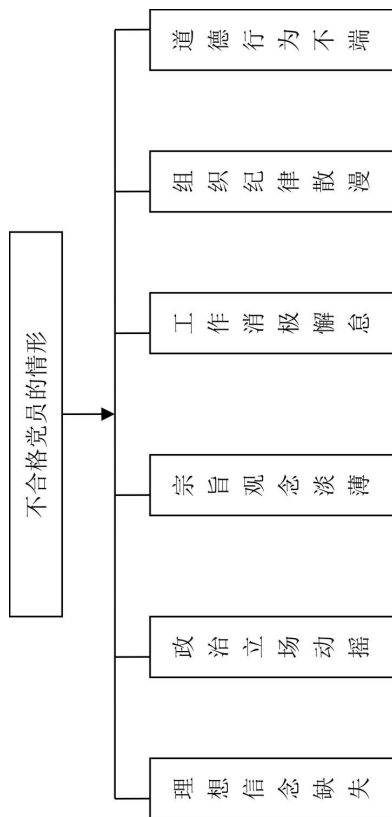 不合格党员的情形
理想信念缺失
政治立场动摇
宗旨观念淡薄
工作消极懈怠
组织纪律散漫
道德行为不端